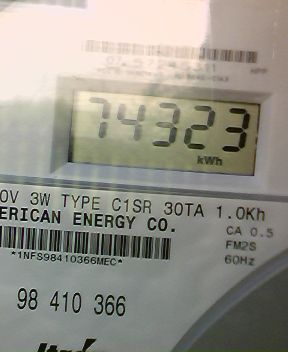 74323
kWh
0V 3W TYPE C1SR 30TA 1.0Kh
ERICAN ENERGY CO.
CA 0.5
FM2S
*1NFS98410366MEC*
60Hz
98 410 366